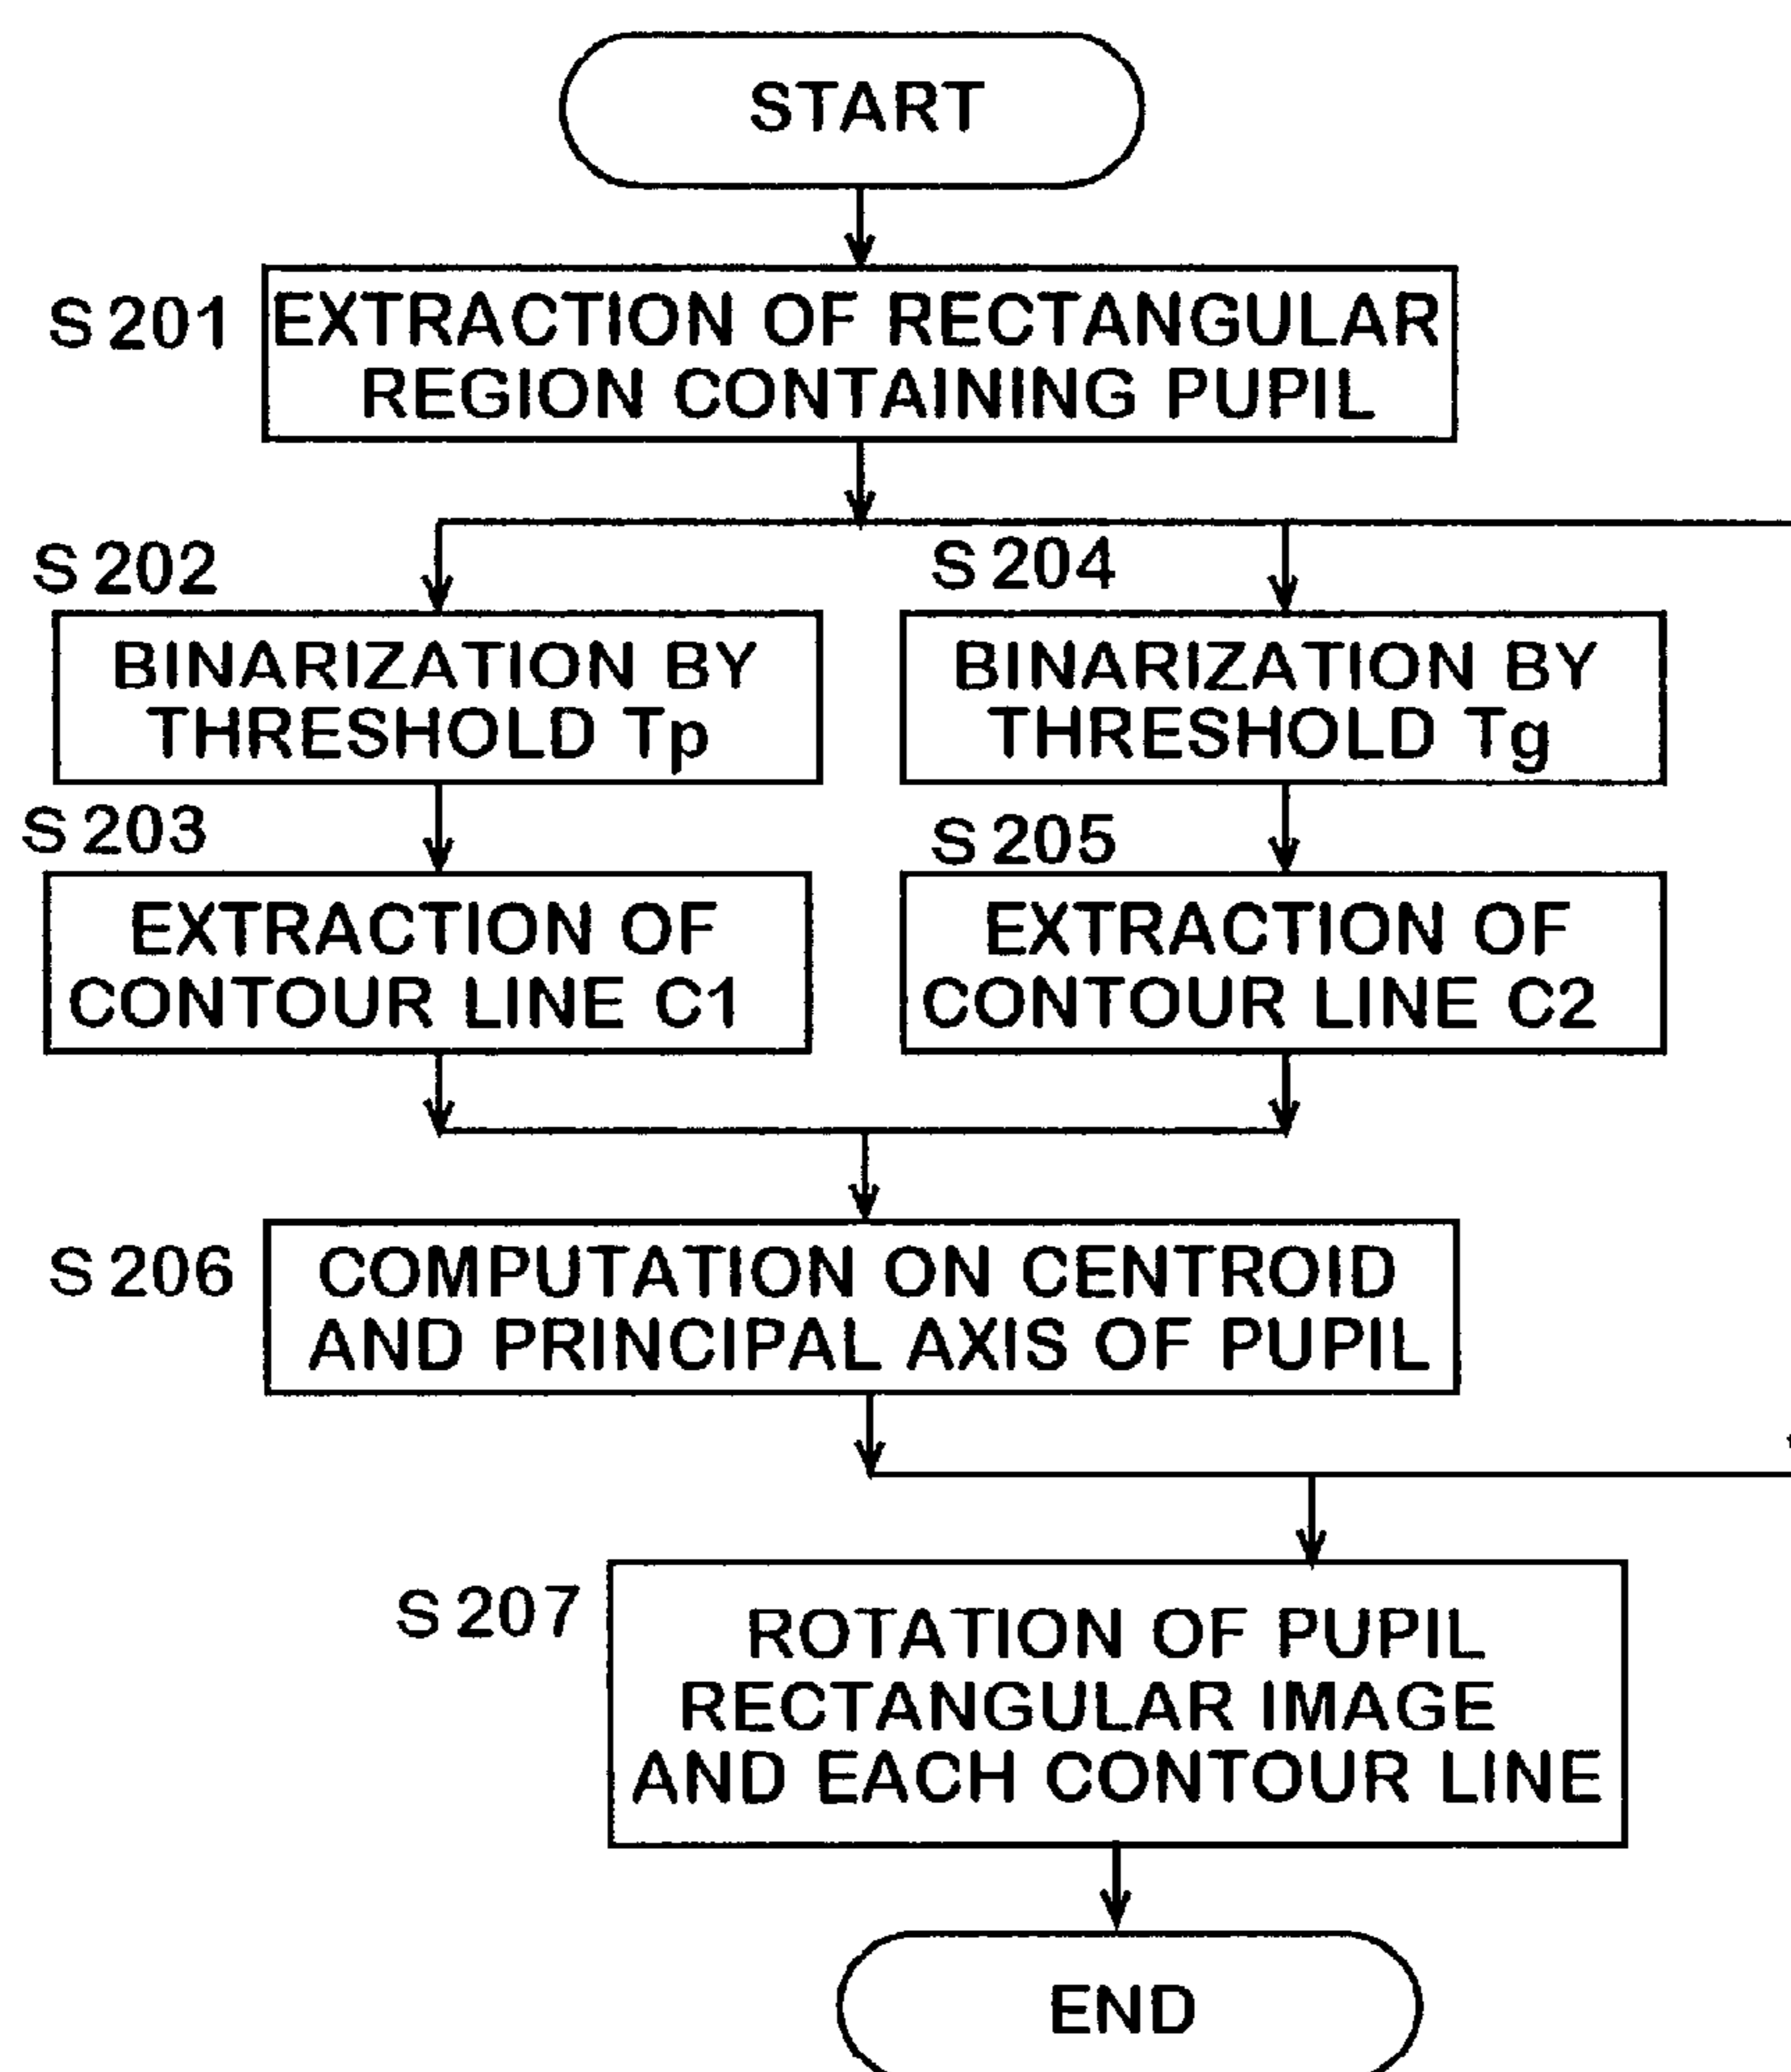 START
S201
EXTRACTION OF RECTANGULAR
REGION CONTAINING PUPIL
S202
BINARIZATION BY
THRESHOLD Tp
S204
BINARIZATION BY
THRESHOLD Tg
S203
EXTRACTION OF
CONTOUR LINE C1
S205
EXTRACTION OF
CONTOUR LINE C2
S206
COMPUTATION ON CENTROID
AND PRINCIPAL AXIS OF PUPIL
S207
ROTATION OF PUPIL
RECTANGULAR IMAGE
AND EACH CONTOUR LINE
END